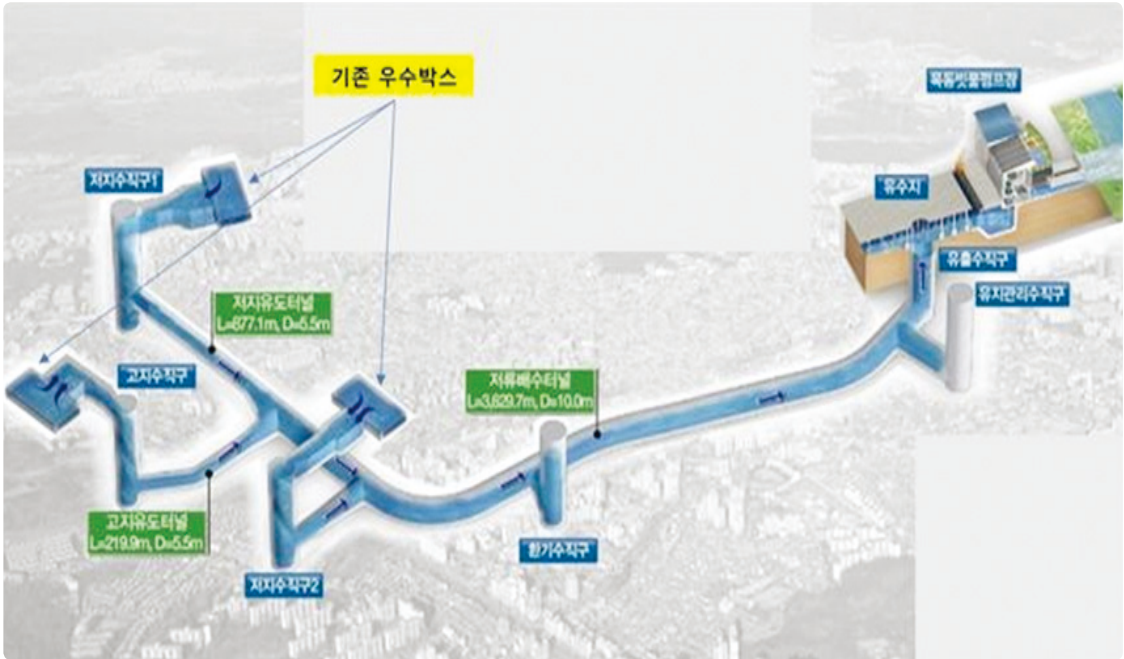 기존 우수박스
목동빗물펌프장
저지수직구1
유수지
유출수직구
유지관리수직구
저지유도터널
L=877.1m, D=5.5m
고지수직구
저류배수터널
L=3,629.7m, D=10.0m
고지유도터널
L=219.9m, D=5.5m
환기수직구
저지수직구2